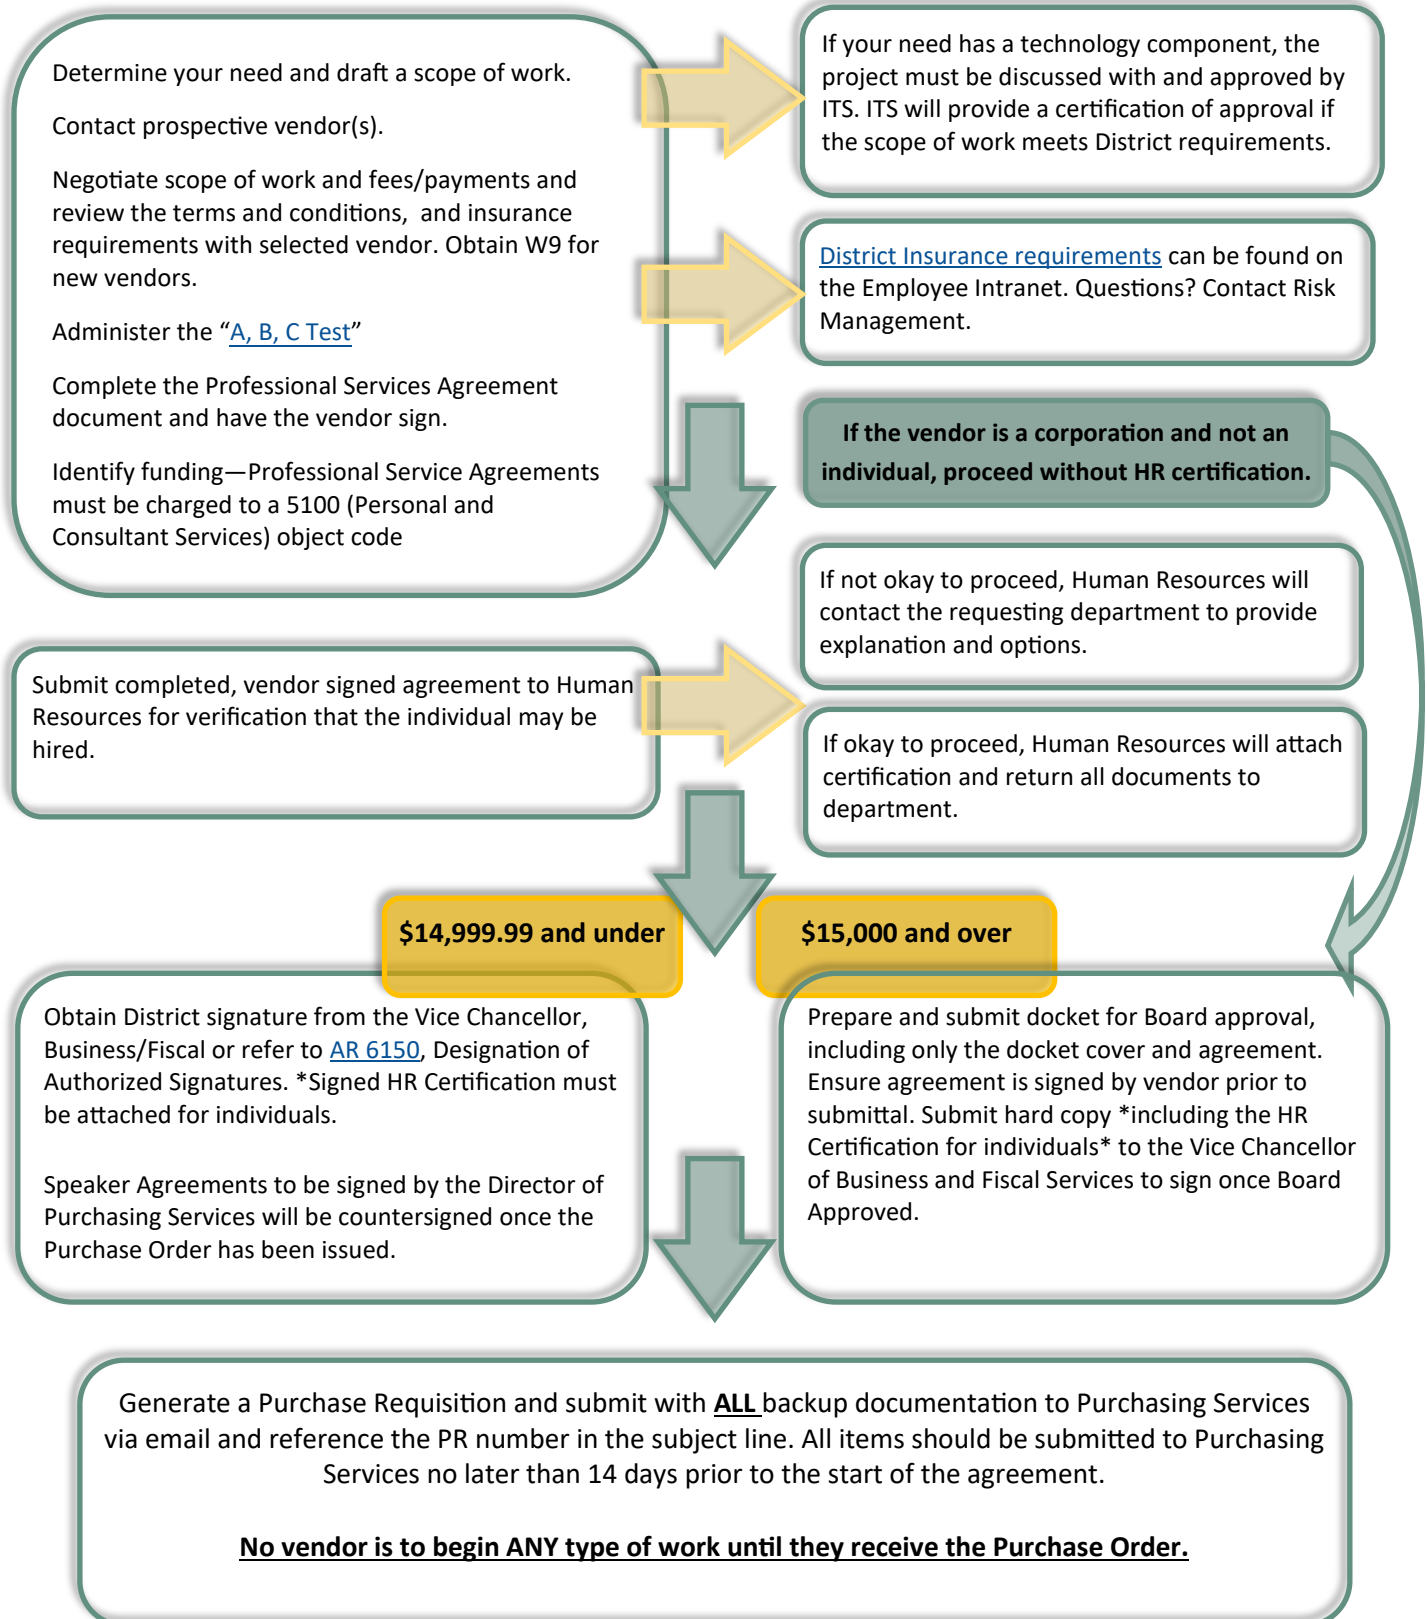 Determine your need and draft a scope of work.
Contact prospective vendor(s).
Negotiate scope of work and fees/payments and
review the terms and conditions,  and insurance
requirements with selected vendor. Obtain W9 for
new vendors.
Administer the “A, B, C Test”
Complete the Professional Services Agreement
document and have the vendor sign.
Identify funding—Professional Service Agreements
must be charged to a 5100 (Personal and
Consultant Services) object code
If your need has a technology component, the
project must be discussed with and approved by
ITS. ITS will provide a certification of approval if
the scope of work meets District requirements.
District Insurance requirements can be found on
the Employee Intranet. Questions? Contact Risk
Management.
If the vendor is a corporation and not an
individual, proceed without HR certification.
If not okay to proceed, Human Resources will
contact the requesting department to provide
explanation and options.
Submit completed, vendor signed agreement to Human
Resources for verification that the individual may be
hired.
If okay to proceed, Human Resources will attach
certification and return all documents to
department.
$14,999.99 and under
$15,000 and over
Obtain District signature from the Vice Chancellor,
Business/Fiscal or refer to AR 6150, Designation of
Authorized Signatures. *Signed HR Certification must
be attached for individuals.
Speaker Agreements to be signed by the Director of
Purchasing Services will be countersigned once the
Purchase Order has been issued.
Prepare and submit docket for Board approval,
including only the docket cover and agreement.
Ensure agreement is signed by vendor prior to
submittal. Submit hard copy *including the HR
Certification for individuals* to the Vice Chancellor
of Business and Fiscal Services to sign once Board
Approved.
Generate a Purchase Requisition and submit with ALL backup documentation to Purchasing Services
via email and reference the PR number in the subject line. All items should be submitted to Purchasing
Services no later than 14 days prior to the start of the agreement.
No vendor is to begin ANY type of work until they receive the Purchase Order.